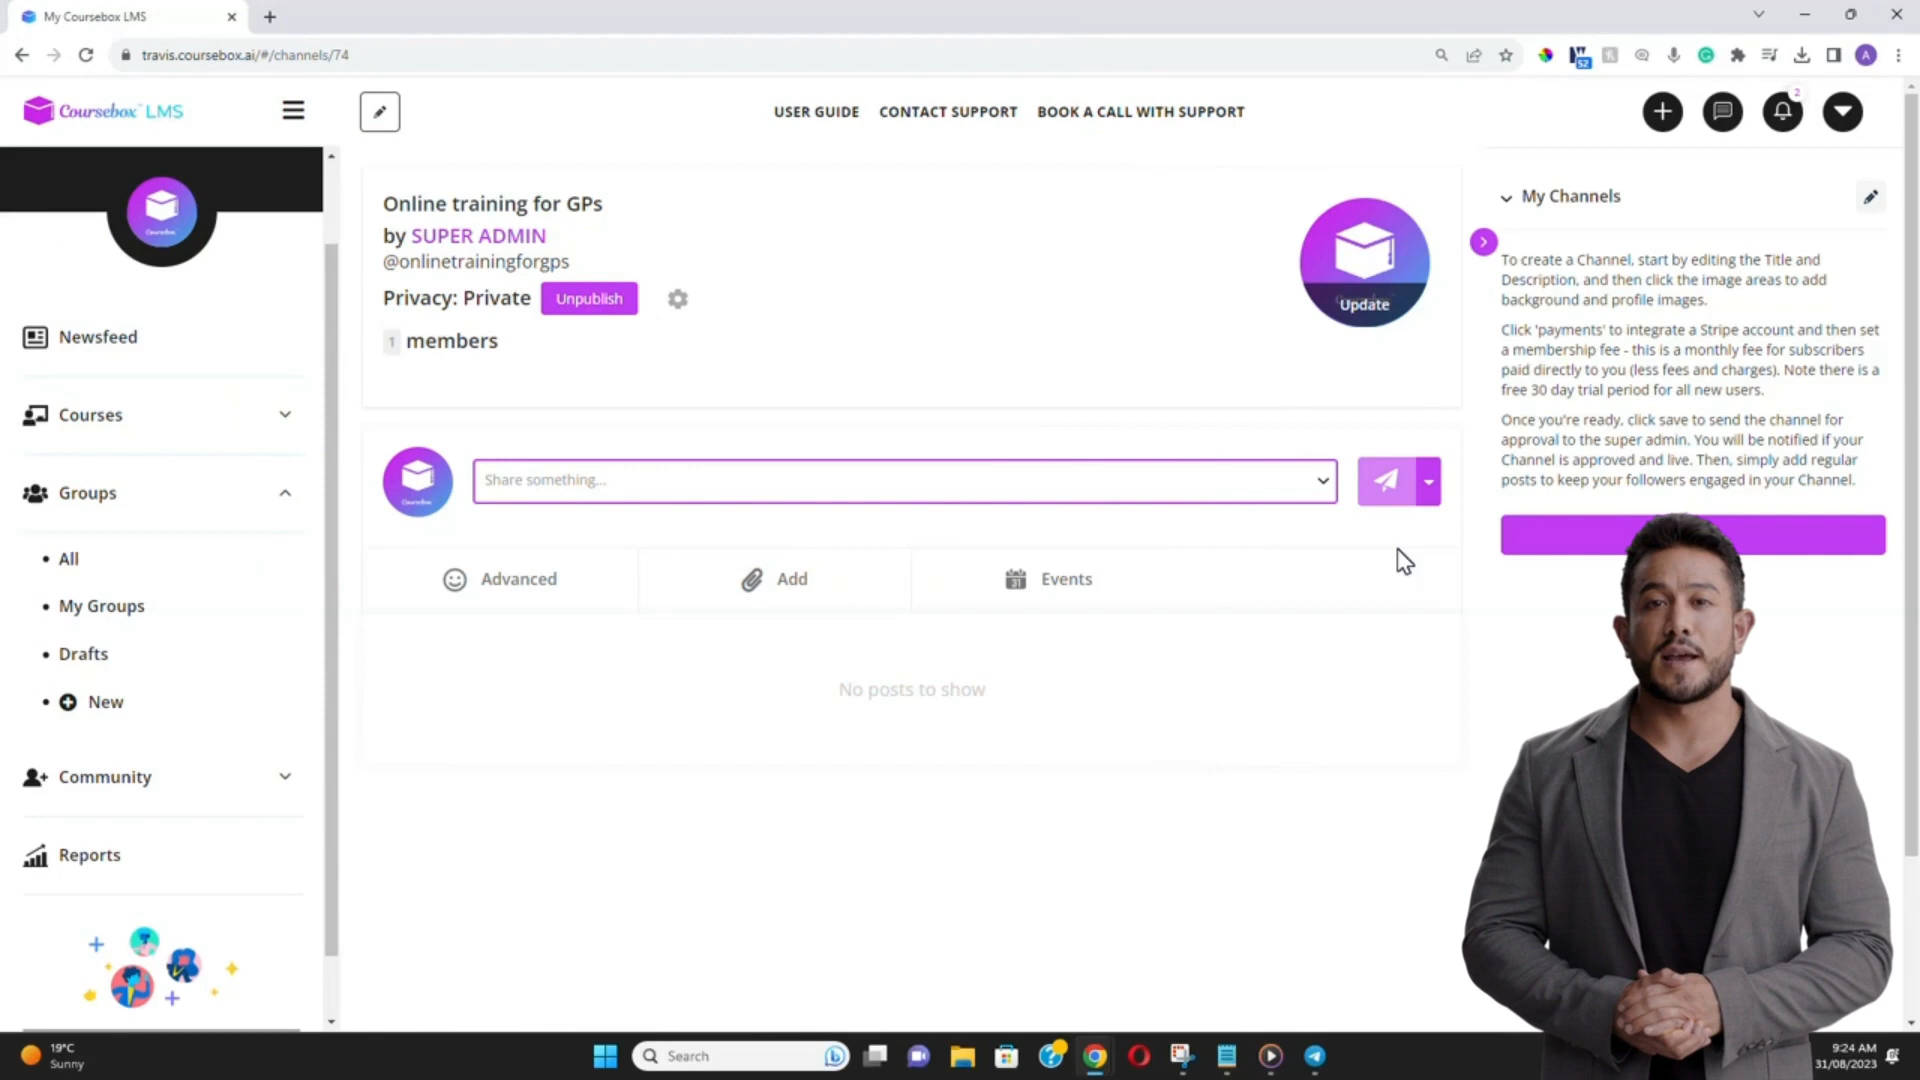 My Coursebox LMS
travis.coursebox.ai/#/channels/74
52
A
Coursebox LMS
USER GUIDE
CONTACT SUPPORT
BOOK A CALL WITH SUPPORT
2
Online training for GPs
by SUPER ADMIN
@onlinetrainingforgps
Privacy: Private
Unpublish
1 members
Update
My Channels
To create a Channel, start by editing the Title and
Description, and then click the image areas to add
background and profile images.
Click 'payments' to integrate a Stripe account and then set
a membership fee - this is a monthly fee for subscribers
paid directly to you (less fees and charges). Note there is a
free 30 day trial period for all new users.
Once you're ready, click save to send the channel for
approval to the super admin. You will be notified if your
Channel is approved and live. Then, simply add regular
posts to keep your followers engaged in your Channel.
Newsfeed
Courses
Groups
All
My Groups
Drafts
New
Community
Reports
Share something...
Advanced
Add
31
Events
No posts to show
19°C
Sunny
Search
9:24 AM
31/08/2023